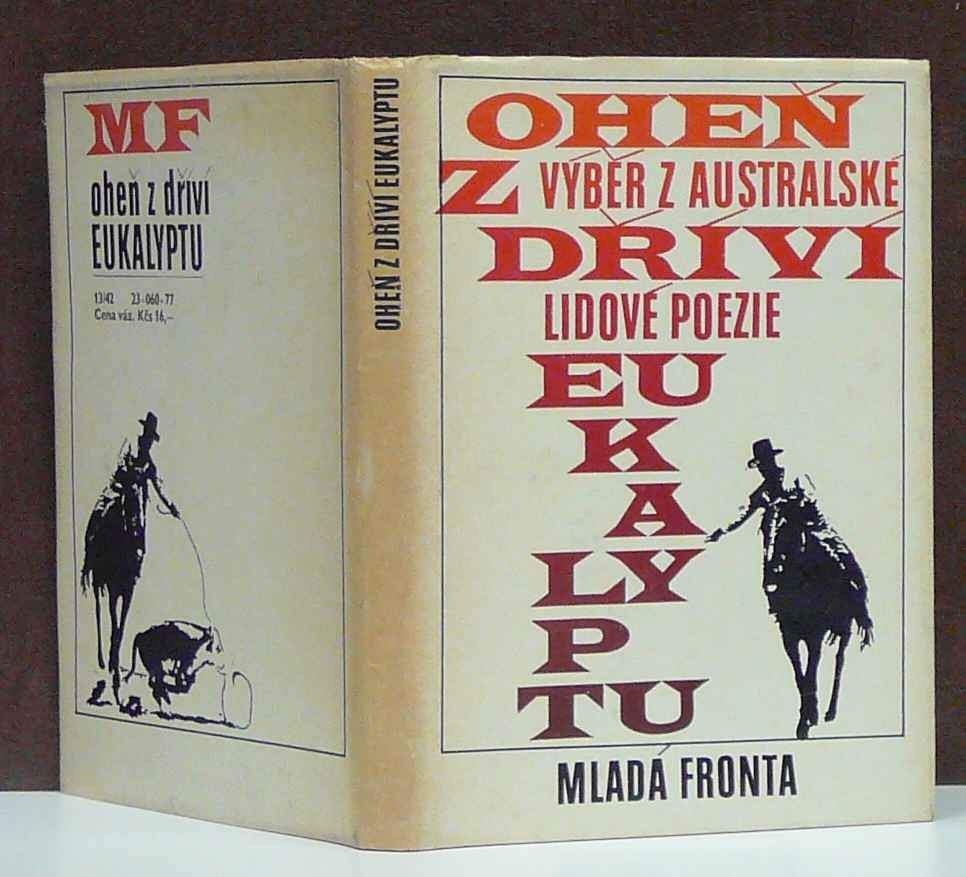 MF
oheň z dříví
EUKALYPTU
13/42 23-060-77
Cena váz. Kčs 16,–
OHEŇ Z DŘÍVÍ EUKALYPTU
OHEŇ
Z VÝBĚR Z AUSTRALSKÉ
DŘÍVÍ
LIDOVÉ POEZIE
EU
K
A
LY
P
TU
MLADÁ FRONTA